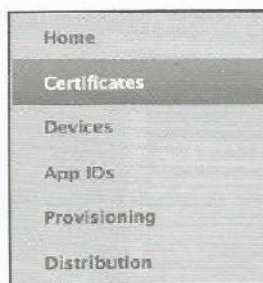 Home
Certificates
Devices
App IDs
Provisioning
Distribution